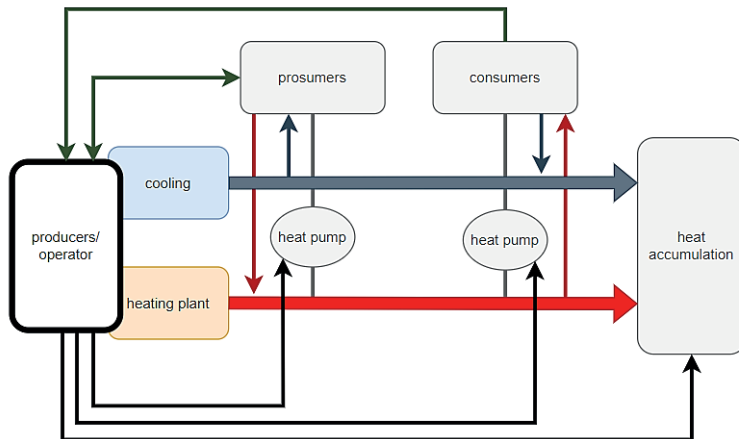 prosumers
consumers
cooling
producers/
operator
heat pump
heat pump
heat
accumulation
heating plant